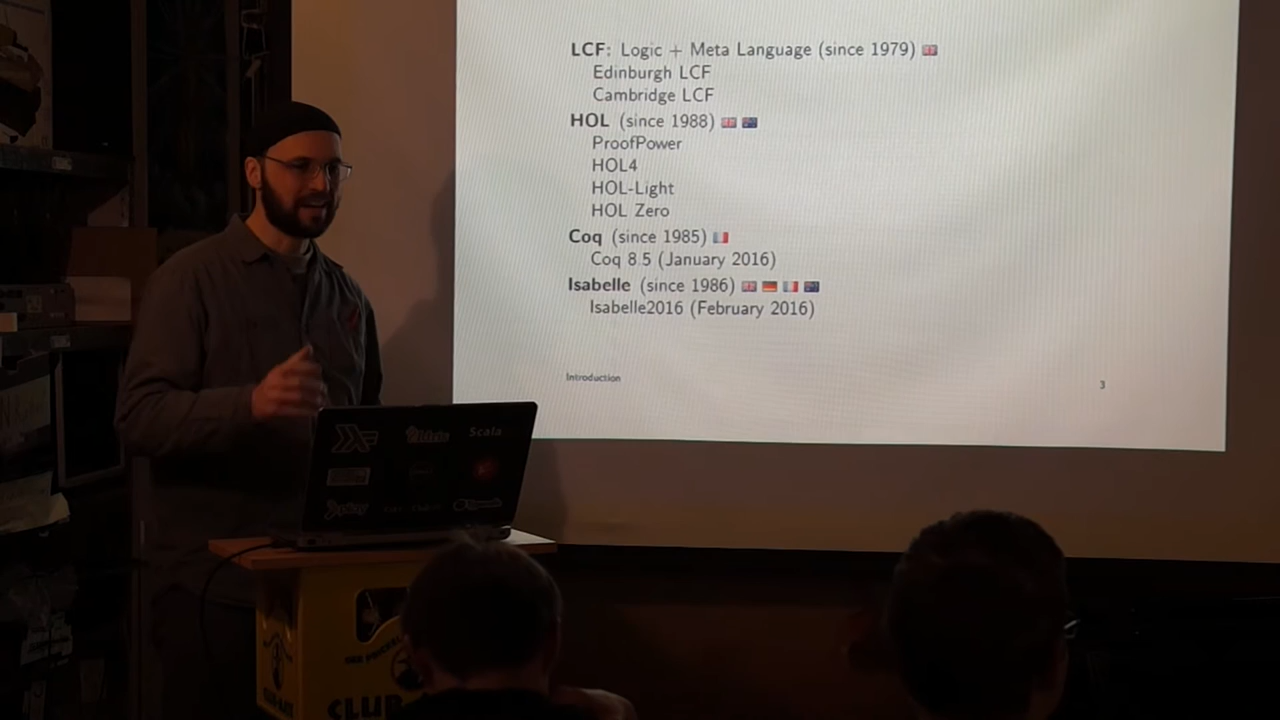 LCF: Logic + Meta Language (since 1979)
Edinburgh LCF
Cambridge LCF
HOL (since 1988)
ProofPower
HOL4
HOL-Light
HOL Zero
Coq (since 1985)
Coq 8.5 (January 2016)
Isabelle (since 1986)
Isabelle2016 (February 2016)
Introduction
3
Scala
CLUB-